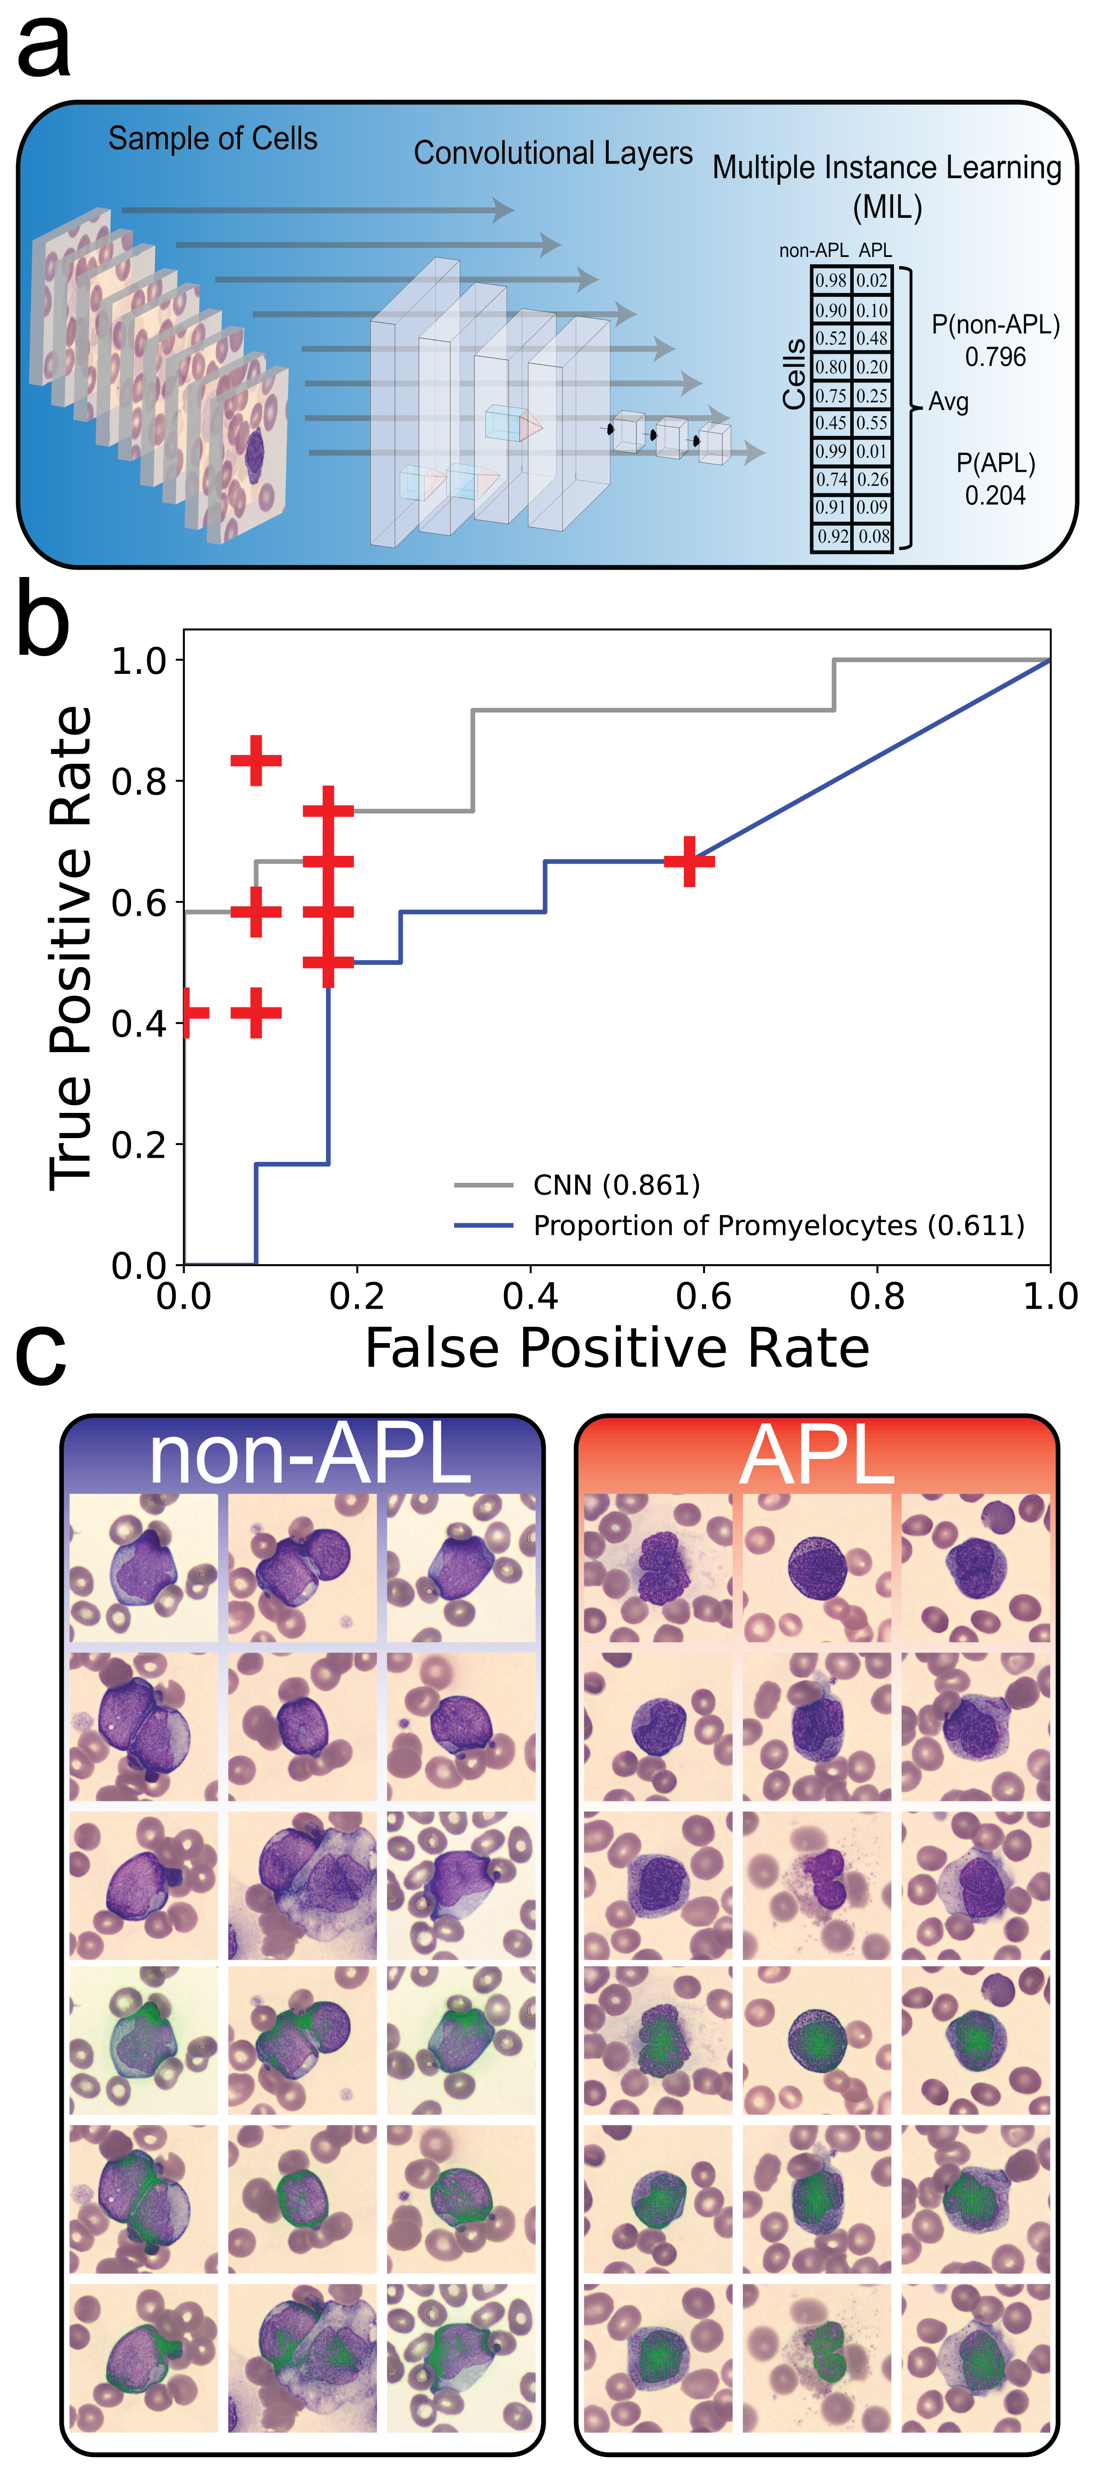 a
Sample of Cells
Convolutional Layers
Multiple Instance Learning
(MIL)
non-APL APL
0.98 0.02
0.90 0.10
0.52 0.48
0.80 0.20
0.75 0.25
0.45 0.55
0.99 0.01
0.74 0.26
0.91 0.09
0.92 0.08
Cells
Avg
P(non-APL)
0.796
P(APL)
0.204
b
True Positive Rate
1.0
0.8
0.6
0.4
0.2
0.0
CNN (0.861)
Proportion of Promyelocytes (0.611)
0.0 0.2 0.4 0.6 0.8 1.0
False Positive Rate
c
non-APL
APL